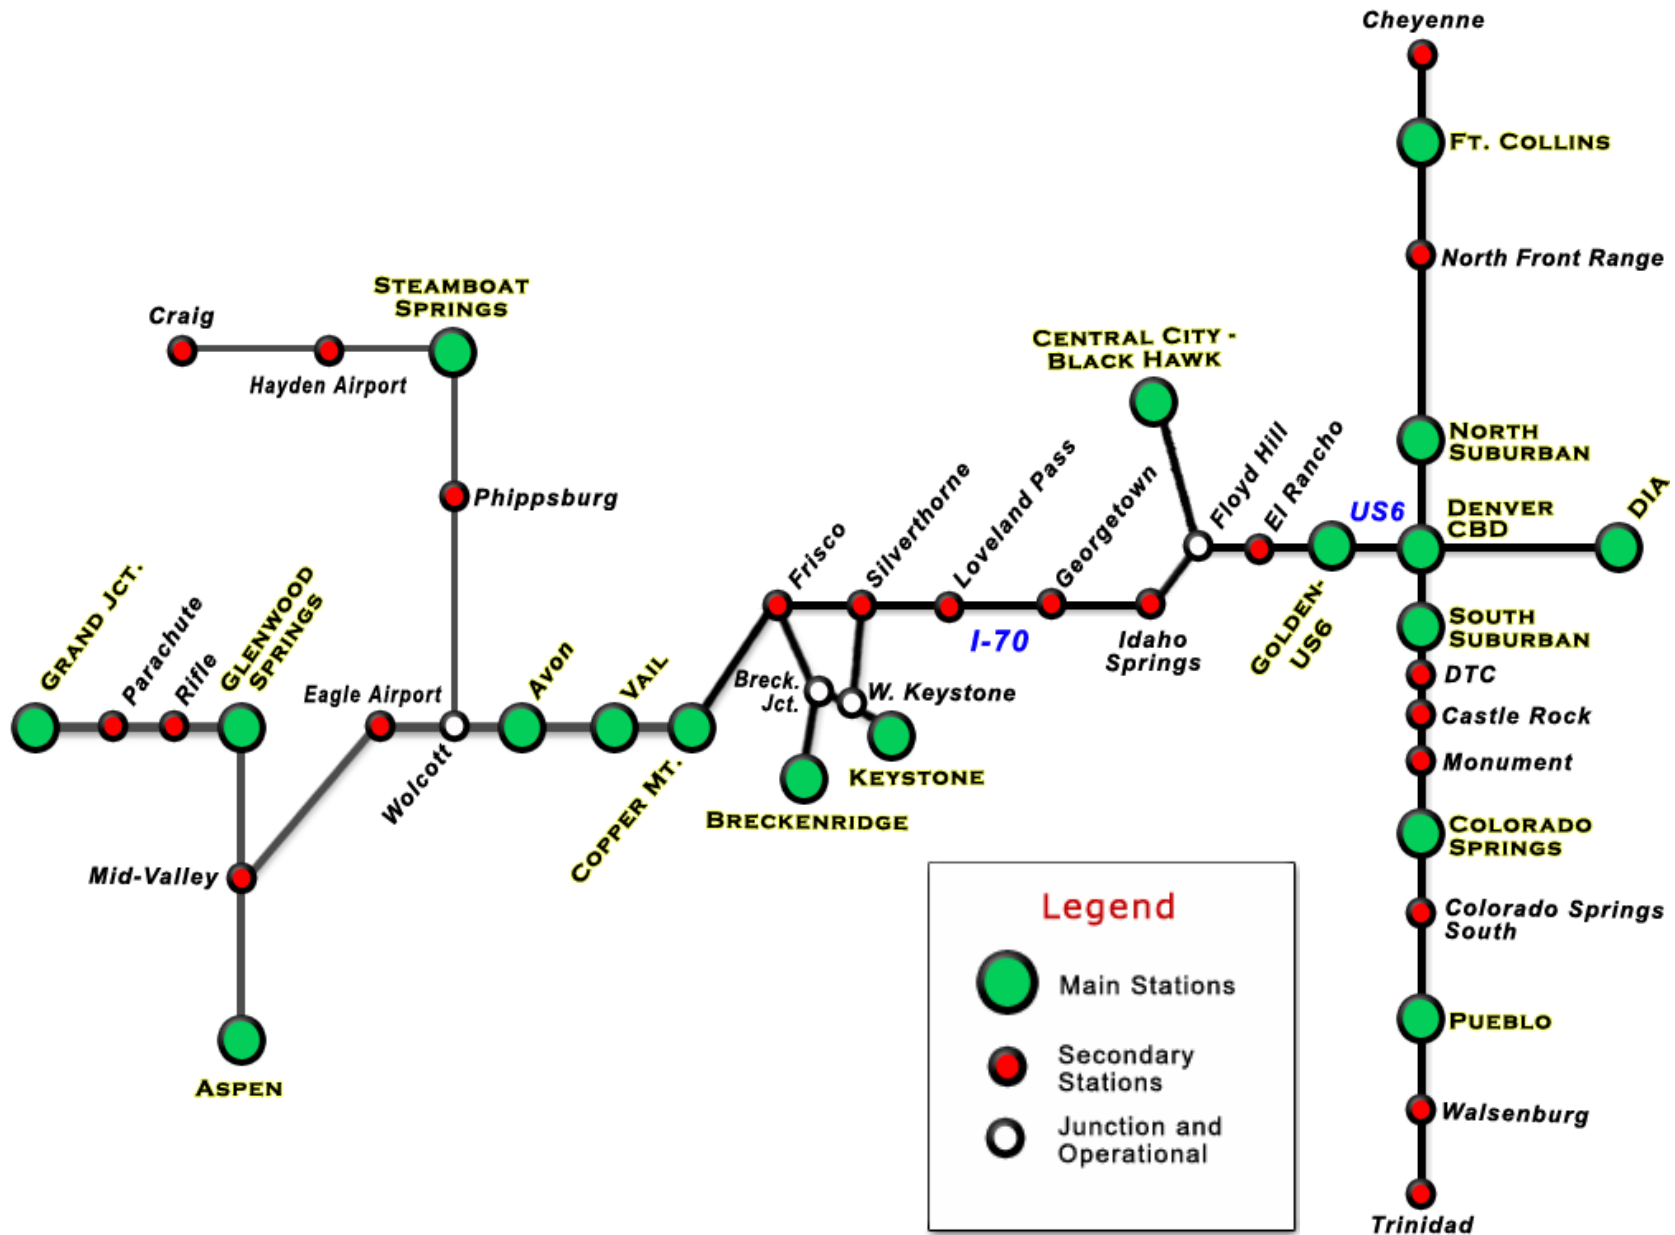 Cheyenne
FT. COLLINS
North Front Range
STEAMBOAT
SPRINGS
Craig
Hayden Airport
CENTRAL CITY -
BLACK HAWK
NORTH
SUBURBAN
Phippsburg
Frisco
Silverthorne
Loveland Pass
Georgetown
Floyd Hill
El Rancho
US6
DENVER
CBD
DIA
GRAND JCT.
Parachute
Rifle
GLENWOOD
SPRINGS
I-70
Idaho
Springs
GOLDEN-
US6
SOUTH
SUBURBAN
Eagle Airport
Avon
VAIL
Breck.
Jct.
W. Keystone
DTC
Castle Rock
Wolcott
COPPER MT.
KEYSTONE
BRECKENRIDGE
Monument
COLORADO
SPRINGS
Mid-Valley
Colorado Springs
South
ASPEN
PUEBLO
Walsenburg
Trinidad
Legend
Main Stations
Secondary
Stations
Junction and
Operational